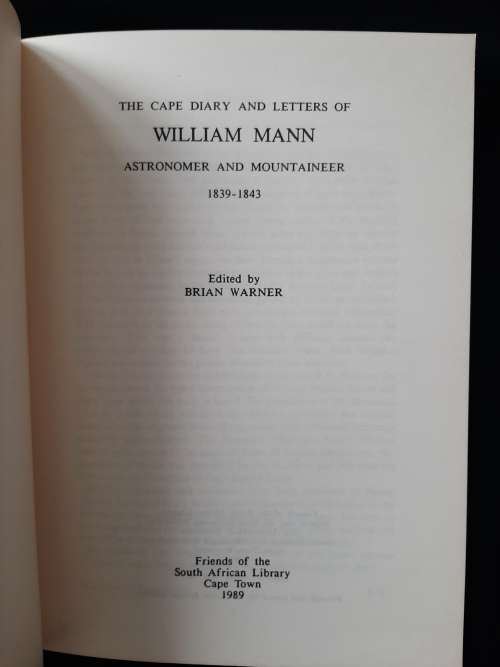 THE CAPE DIARY AND LETTERS OF
WILLIAM MANN
ASTRONOMER AND MOUNTAINEER
1839-1843
Edited by
BRIAN WARNER
Friends of the
South African Library
Cape Town
1989